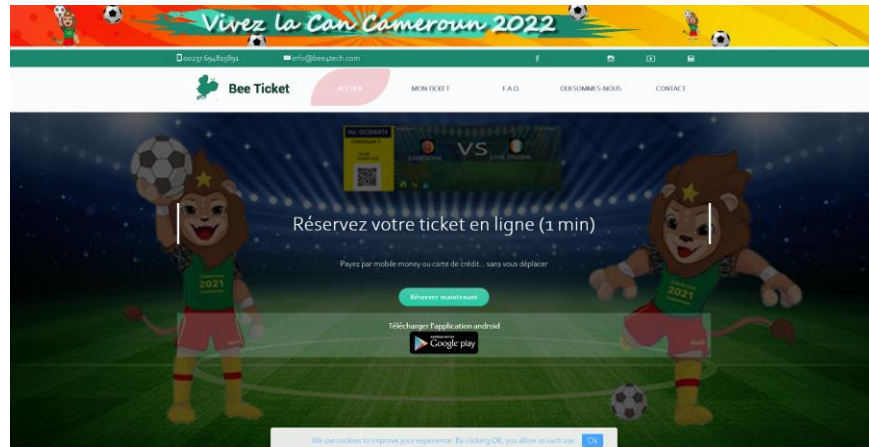 Vivez la Can Cameroun 2022
00237 694815891
info@bee4tech.com
Bee Ticket
ACCUEIL
MON TICKET
F.A.Q
QUI SOMMES-NOUS
CONTACT
VS
CAMEROUN
Réservez votre ticket en ligne (1 min)
Payez par mobile money ou carte de crédit... sans vous déplacer
Réserver maintenant
2021
2021
Télécharger l'application android
Google play
We use cookies to improve your experience. By clicking OK, you allow us such use
Ok